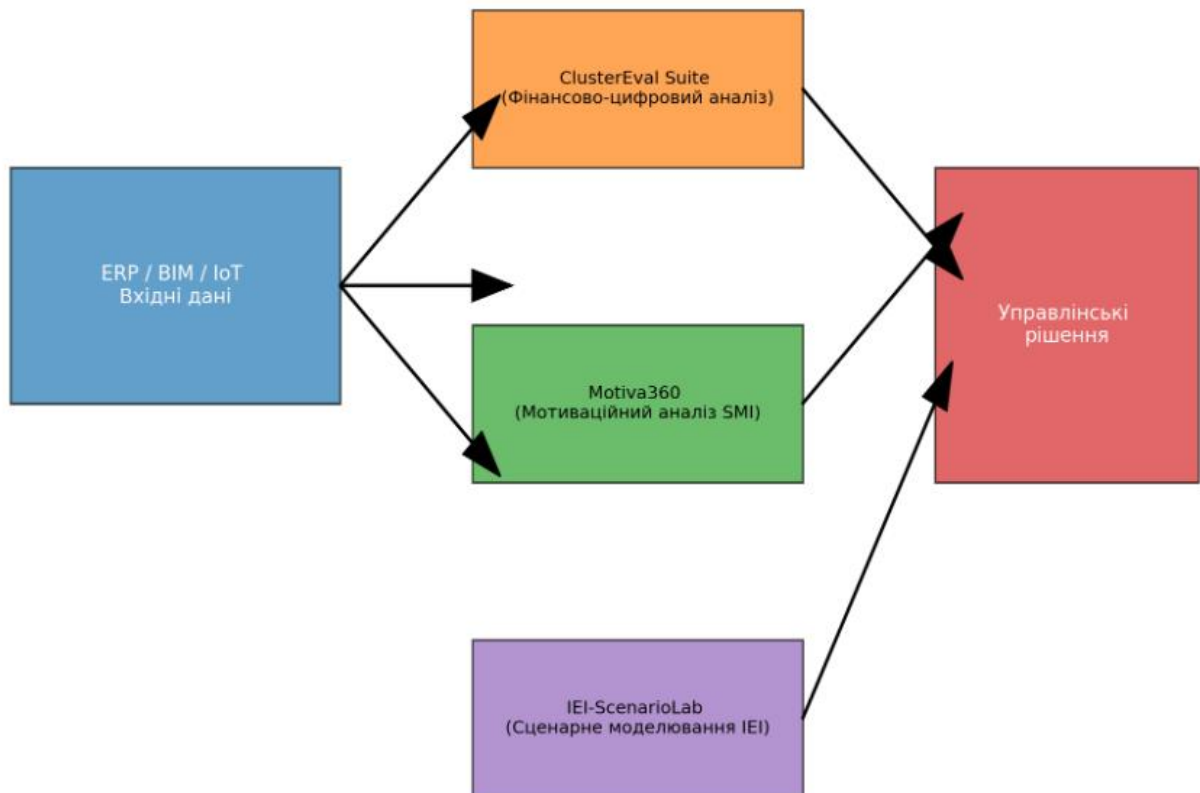 ClusterEval Suite
(Фінансово-цифровий аналіз)
ERP / BIM / IoT
Вхідні дані
Управлінські
рішення
Motiva360
(Мотиваційний аналіз SMI)
IEI-ScenarioLab
(Сценарне моделювання IEI)